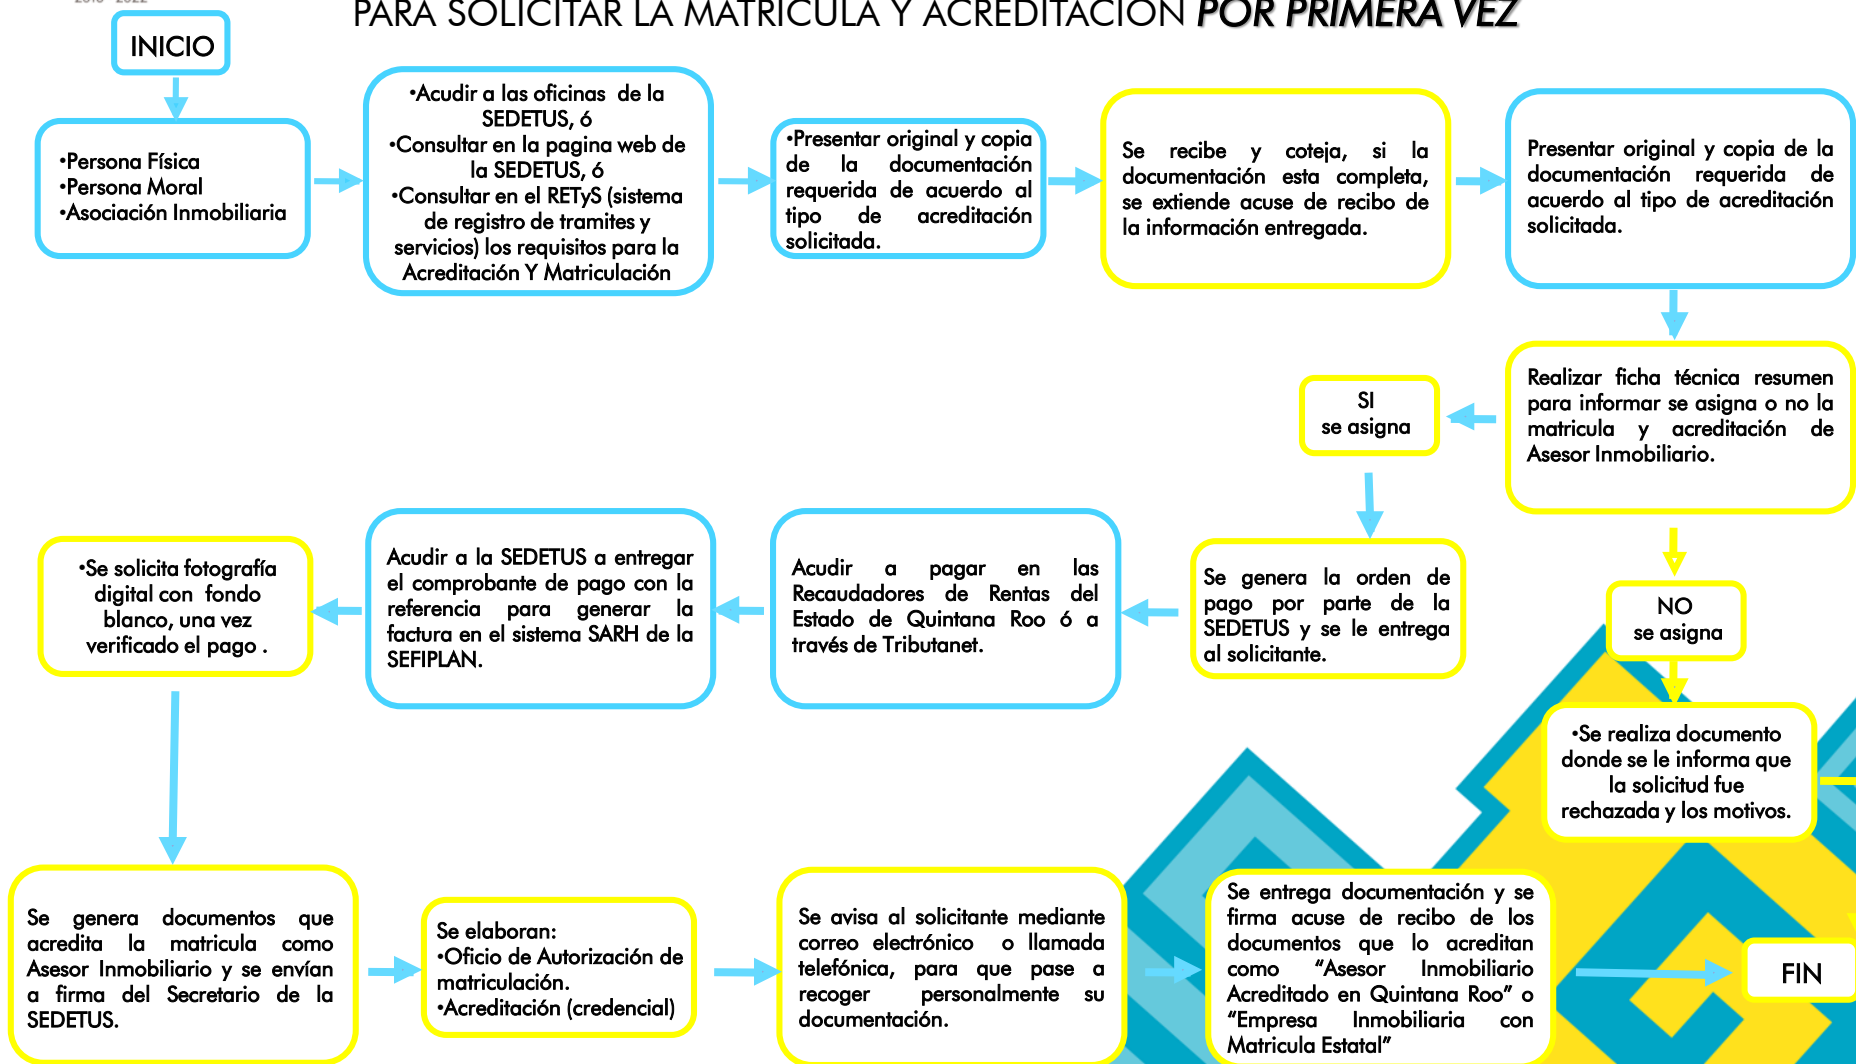 PARA SOLICITAR LA MATRICULA Y ACREDITACION POR PRIMERA VEZ
INICIO
•Persona Física
•Persona Moral
•Asociación Inmobiliaria
•Acudir a las oficinas de la
SEDETUS, 6
•Consultar en la pagina web de
la SEDETUS, 6
•Consultar en el RETyS (sistema
de registro de tramites y
servicios) los requisitos para la
Acreditación Y Matriculación
•Presentar original y copia
de la documentación
requerida de acuerdo al
tipo de acreditación
solicitada.
Se recibe y coteja, si la
documentación esta completa,
se extiende acuse de recibo de
la información entregada.
Presentar original y copia de la
documentación requerida de
acuerdo al tipo de acreditación
solicitada.
Realizar ficha técnica resumen
para informar se asigna o no la
matricula y acreditación de
Asesor Inmobiliario.
SI
se asigna
Se genera la orden de
pago por parte de la
SEDETUS y se le entrega
al solicitante.
Acudir a pagar en las
Recaudadores de Rentas del
Estado de Quintana Roo ó a
través de Tributanet.
Acudir a la SEDETUS a entregar
el comprobante de pago con la
referencia para generar la
factura en el sistema SARH de la
SEFIPLAN.
•Se solicita fotografía
digital con fondo
blanco, una vez
verificado el pago .
NO
se asigna
•Se realiza documento
donde se le informa que
la solicitud fue
rechazada y los motivos.
Se genera documentos que
acredita la matricula como
Asesor Inmobiliario y se envían
a firma del Secretario de la
SEDETUS.
Se elaboran:
•Oficio de Autorización de
matriculación.
•Acreditación (credencial)
Se avisa al solicitante mediante
correo electrónico o llamada
telefónica, para que pase a
recoger personalmente su
documentación.
Se entrega documentación y se
firma acuse de recibo de los
documentos que lo acreditan
como “Asesor Inmobiliario
Acreditado en Quintana Roo” o
“Empresa Inmobiliaria con
Matricula Estatal”
FIN